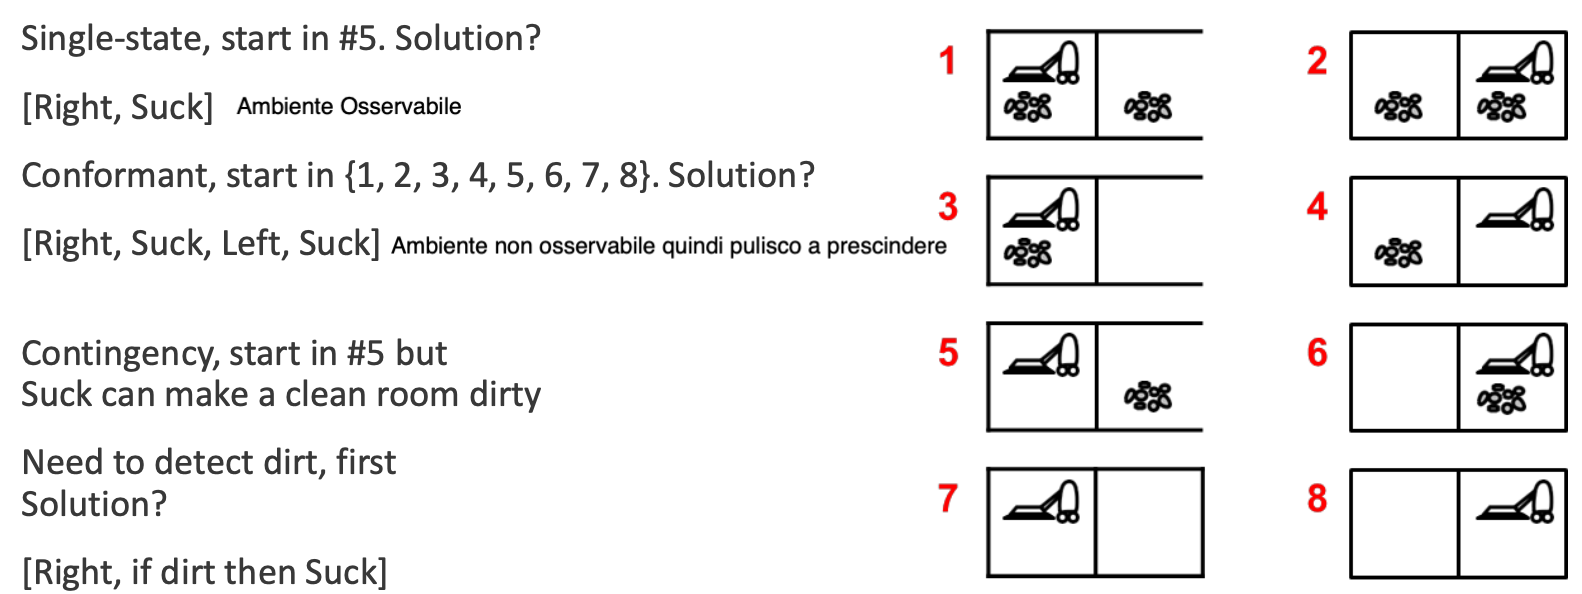 Single-state, start in #5. Solution?
[Right, Suck] Ambiente Osservabile
Conformant, start in {1, 2, 3, 4, 5, 6, 7, 8}. Solution?
[Right, Suck, Left, Suck] Ambiente non osservabile quindi pulisco a prescindere
Contingency, start in #5 but
Suck can make a clean room dirty
Need to detect dirt, first
Solution?
[Right, if dirt then Suck]
1
2
3
4
5
6
7
8